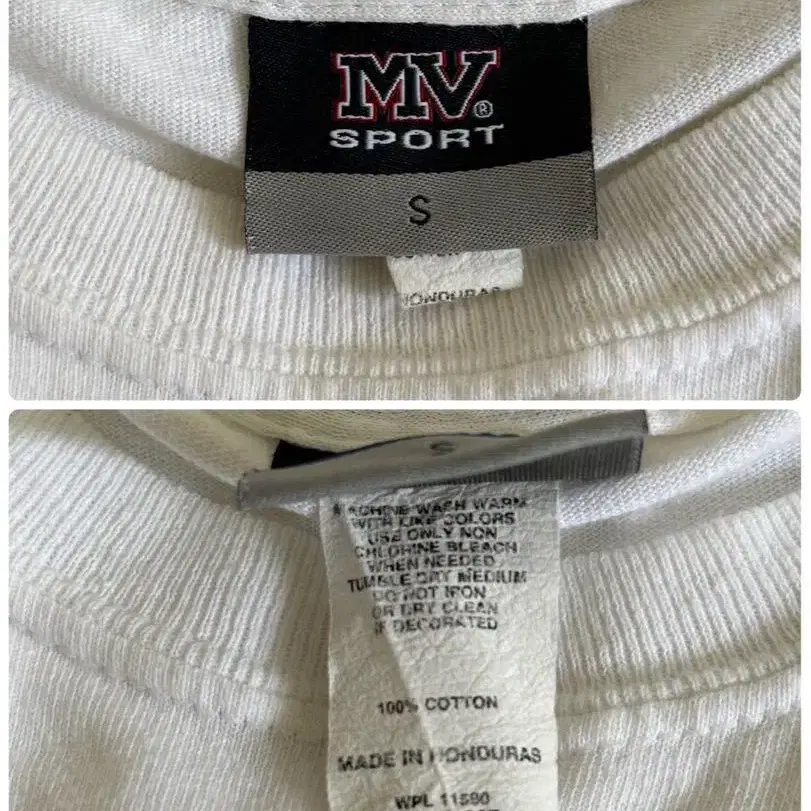 MV®
SPORT
S
HONDURAS
S
MACHINE WASH WARM
WITH LIKE COLORS
USE ONLY NON
CHLORINE BLEACH
WHEN NEEDED
TUMBLE DRY MEDIUM
DO NOT IRON
OR DRY CLEAN
IF DECORATED
100% COTTON
MADE IN HONDURAS
WPL 11590